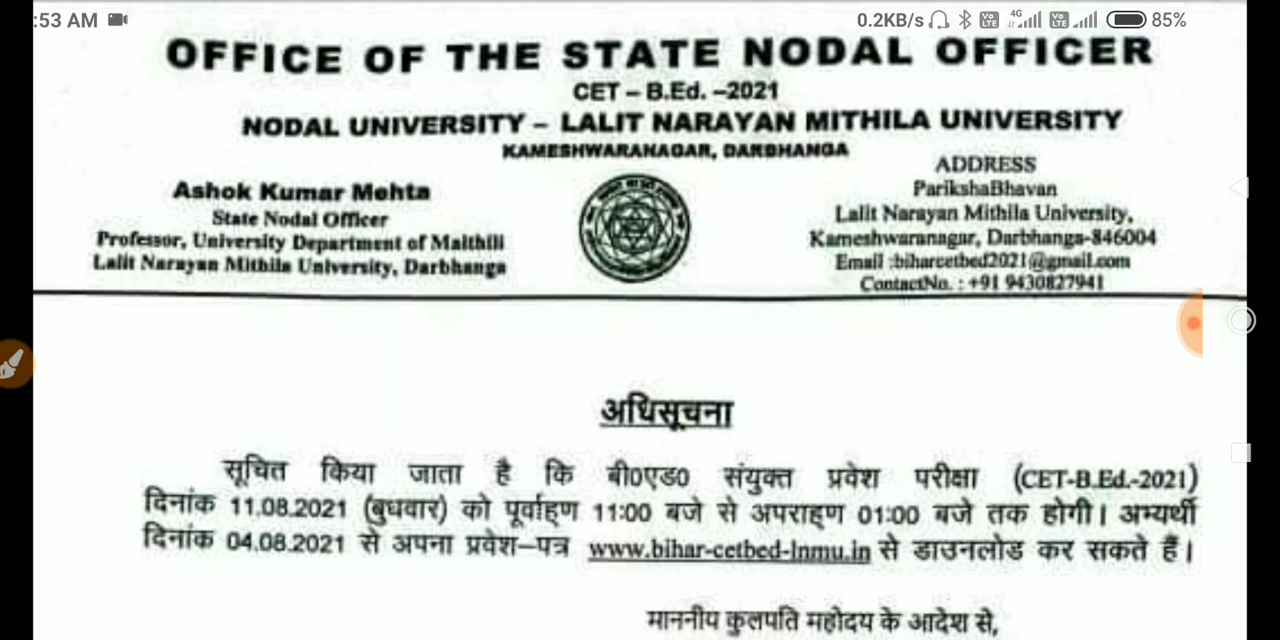 :53 AM
0.2KB/s 4G 85%
OFFICE OF THE STATE NODAL OFFICER
CET – B.Ed. –2021
NODAL UNIVERSITY – LALIT NARAYAN MITHILA UNIVERSITY
KAMESHWARANAGAR, DARBHANGA
Ashok Kumar Mehta
State Nodal Officer
Professor, University Department of Maithili
Lalit Narayan Mithila University, Darbhanga
ADDRESS
ParikshaBhavan
Lalit Narayan Mithila University,
Kameshwaranagar, Darbhanga-846004
Email :biharcetbed2021@gmail.com
ContactNo. : +91 9430827941
अधिसूचना
सूचित किया जाता है कि बी0एड0 संयुक्त प्रवेश परीक्षा (CET-B.Ed.-2021)
दिनांक 11.08.2021 (बुधवार) को पूर्वाह्ण 11:00 बजे से अपराह्ण 01:00 बजे तक होगी। अभ्यर्थी
दिनांक 04.08.2021 से अपना प्रवेश–पत्र www.bihar-cetbed-lnmu.in से डाउनलोड कर सकते हैं।
माननीय कुलपति महोदय के आदेश से,